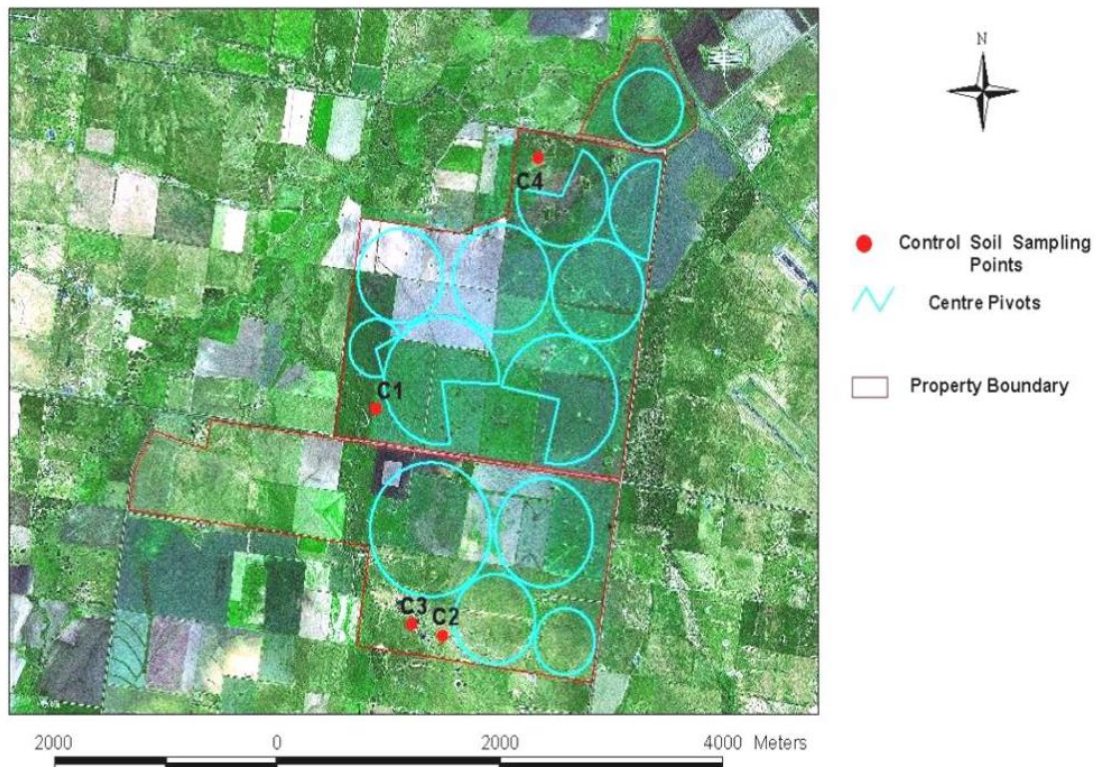 N
C4
C1
C3
C2
Control Soil Sampling
Points
Centre Pivots
Property Boundary
2000 0 2000 4000 Meters